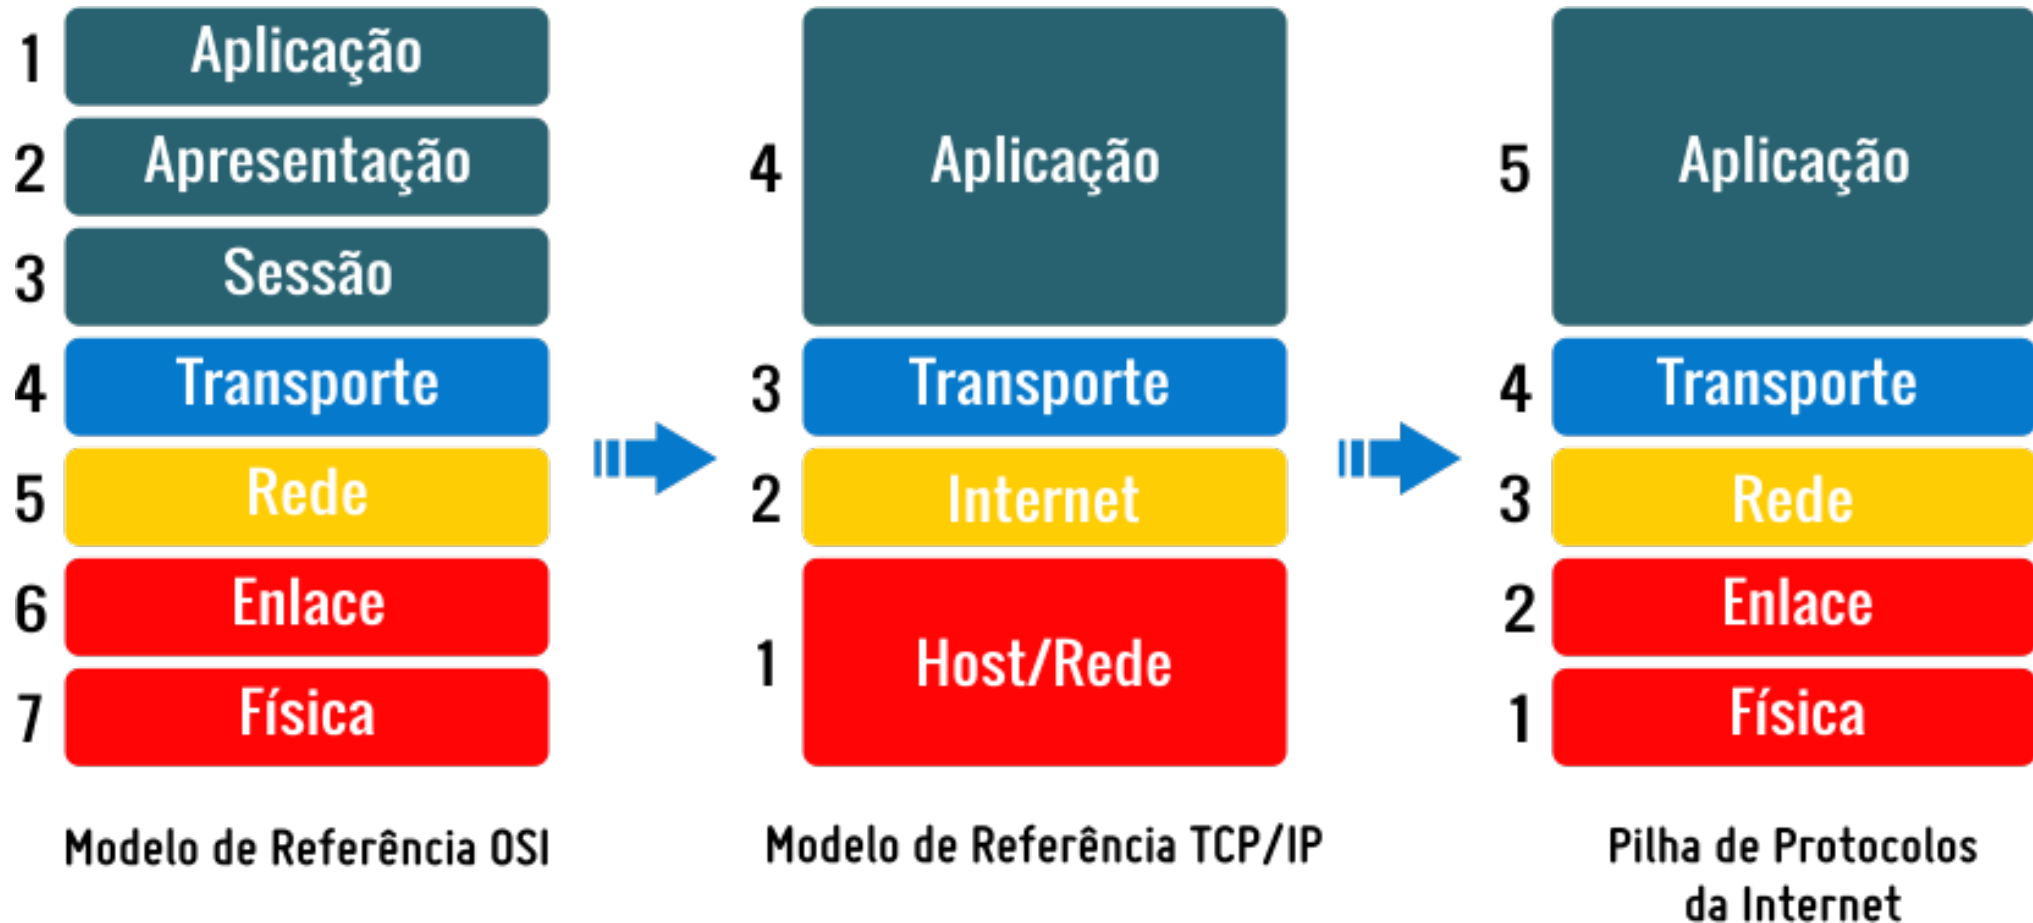 1 Aplicação
2 Apresentação
3 Sessão
4 Transporte
5 Rede
6 Enlace
7 Física
Modelo de Referência OSI
4 Aplicação
3 Transporte
2 Internet
1 Host/Rede
Modelo de Referência TCP/IP
5 Aplicação
4 Transporte
3 Rede
2 Enlace
1 Física
Pilha de Protocolos
da Internet